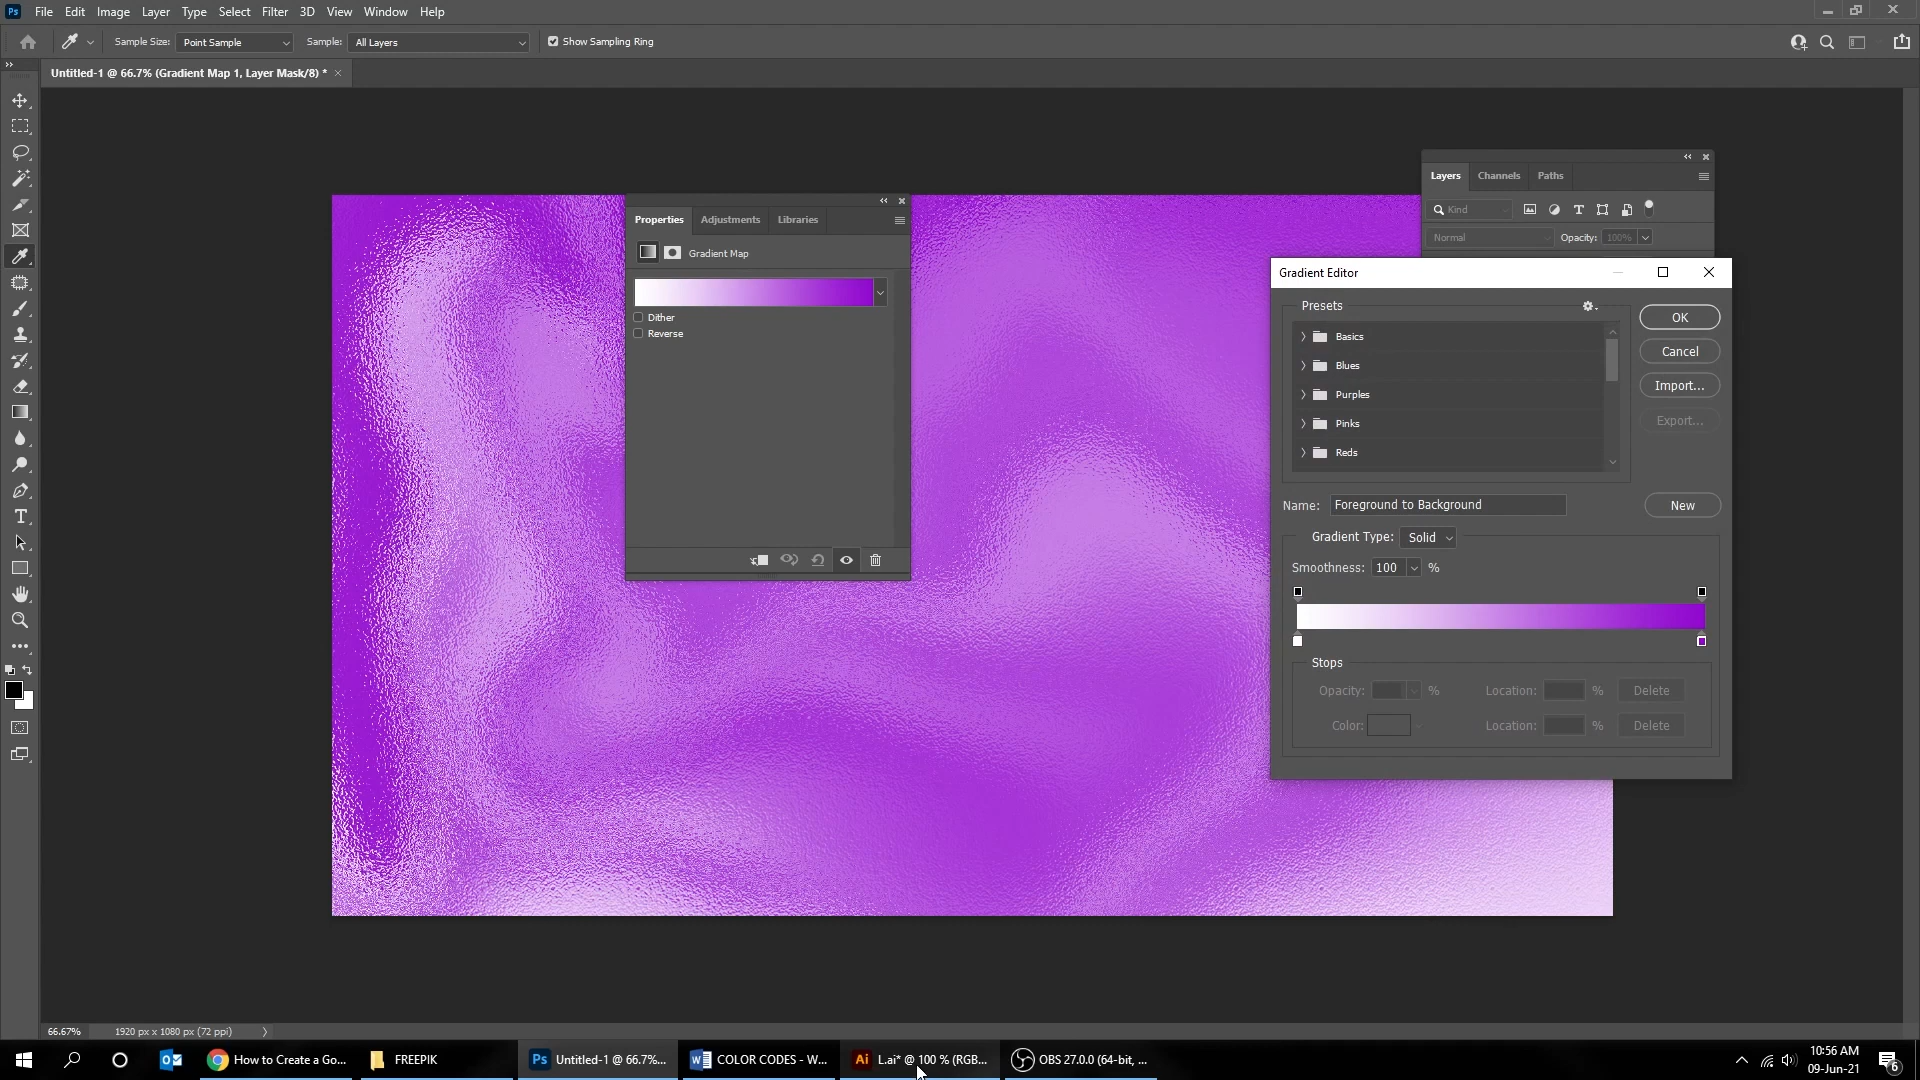 Ps File Edit Image Layer Type Select Filter 3D View Window Help
Sample Size: Point Sample Sample: All Layers Show Sampling Ring
Untitled-1 @ 66.7% (Gradient Map 1, Layer Mask/8) *
Layers Channels Paths
Kind
Normal Opacity: 100%
Properties Adjustments Libraries
Gradient Map
Dither
Reverse
Gradient Editor
Presets
Basics
Blues
Purples
Pinks
Reds
OK
Cancel
Import...
Export...
Name: Foreground to Background New
Gradient Type: Solid
Smoothness: 100 %
Stops
Opacity: % Location: % Delete
Color: Location: % Delete
66.67% 1920 px x 1080 px (72 ppi)
How to Create a Go... FREEPIK Ps Untitled-1 @ 66.7%... COLOR CODES - W... Ai L.ai* @ 100 % (RGB... OBS 27.0.0 (64-bit, ...
10:56 AM
09-Jun-21
6